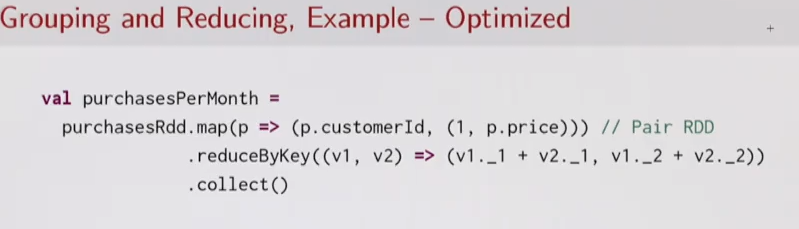 Grouping and Reducing, Example – Optimized
val purchasesPerMonth =
purchasesRdd.map(p => (p.customerId, (1, p.price))) // Pair RDD
.reduceByKey((v1, v2) => (v1._1 + v2._1, v1._2 + v2._2))
.collect()